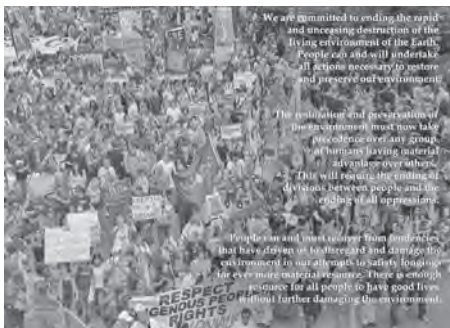 We are committed to ending the rapid
and unceasing destruction of the
living environment of the Earth.
People can and will undertake
all actions necessary to restore
and preserve our environment.
The restoration and preservation of
the environment must now take
precedence over any group
of humans having material
advantage over others.
This will require the ending of
divisions between people and the
ending of all oppressions.
People can and must recover from tendencies
that have driven us to disregard and damage the
environment in our attempts to satisfy longings
for ever more material resource. There is enough
resource for all people to have good lives
without further damaging the environment.
RESPECT
GENOUS PEOP
RIGHTS